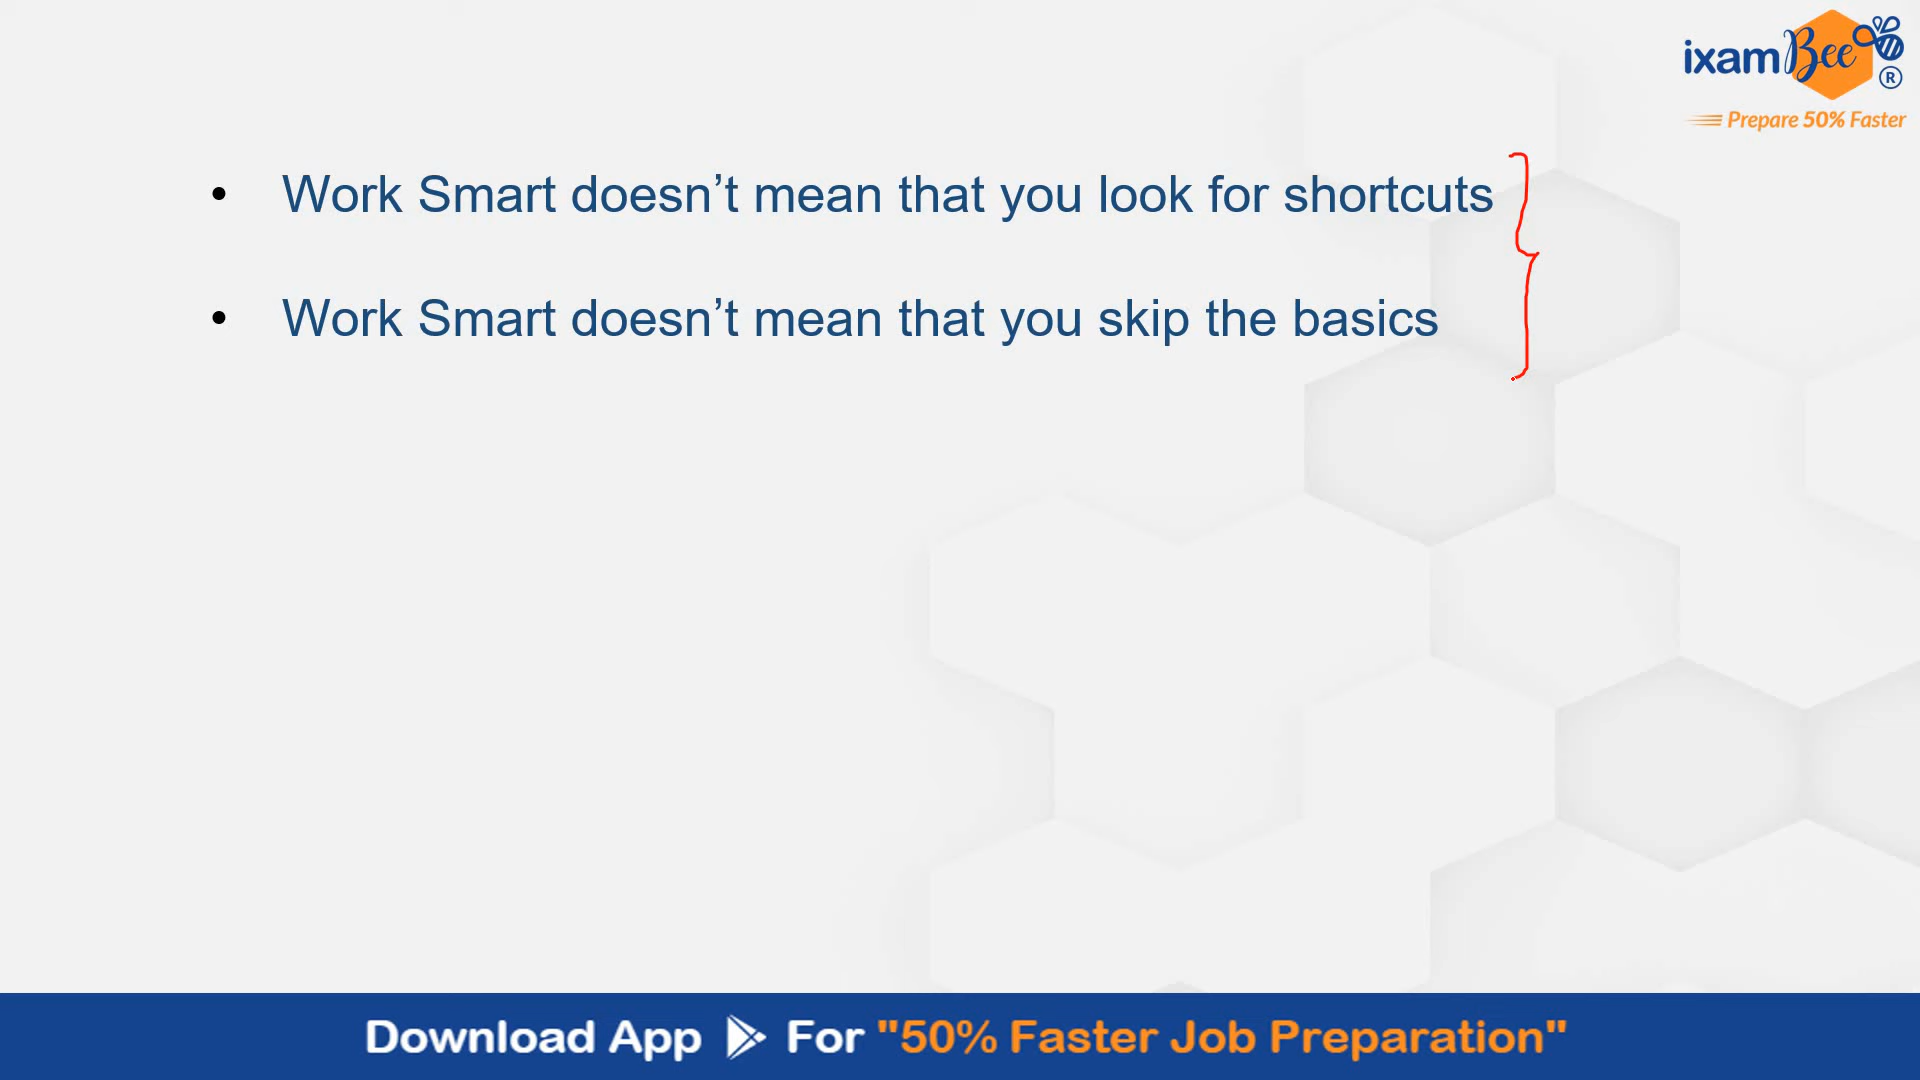 ixamBee®
Prepare 50% Faster
• Work Smart doesn’t mean that you look for shortcuts
• Work Smart doesn’t mean that you skip the basics
Download App For "50% Faster Job Preparation"